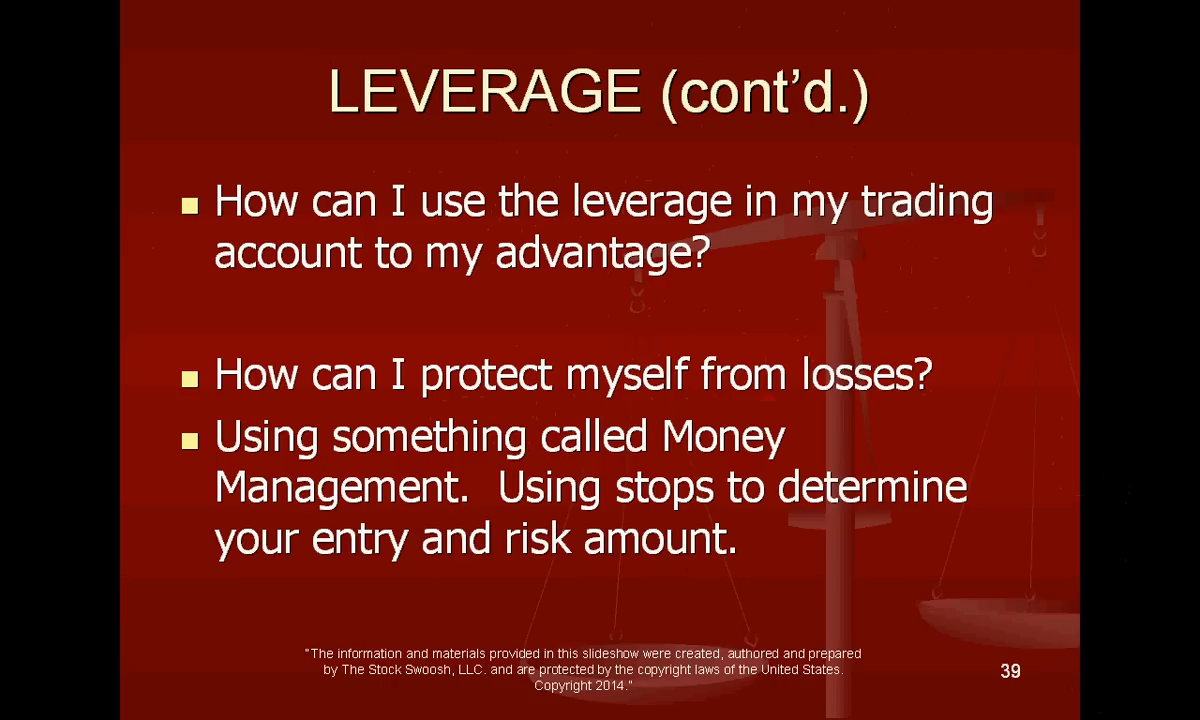 LEVERAGE (cont’d.)
How can I use the leverage in my trading
account to my advantage?
How can I protect myself from losses?
Using something called Money
Management.  Using stops to determine
your entry and risk amount.
"The information and materials provided in this slideshow were created, authored and prepared
by The Stock Swoosh, LLC. and are protected by the copyright laws of the United States.
Copyright 2014."
39